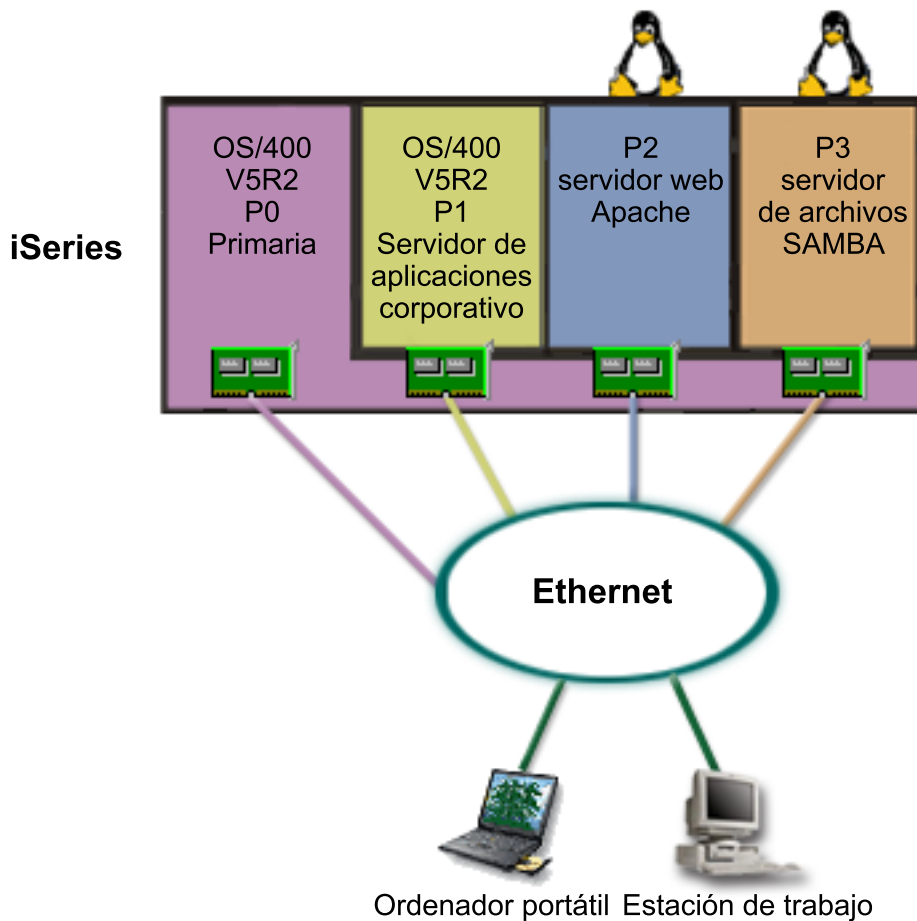 iSeries
OS/400
V5R2
P0
Primaria
OS/400
V5R2
P1
Servidor de
aplicaciones
corporativo
P2
servidor web
Apache
P3
servidor
de archivos
SAMBA
Ethernet
Ordenador portátil
Estación de trabajo